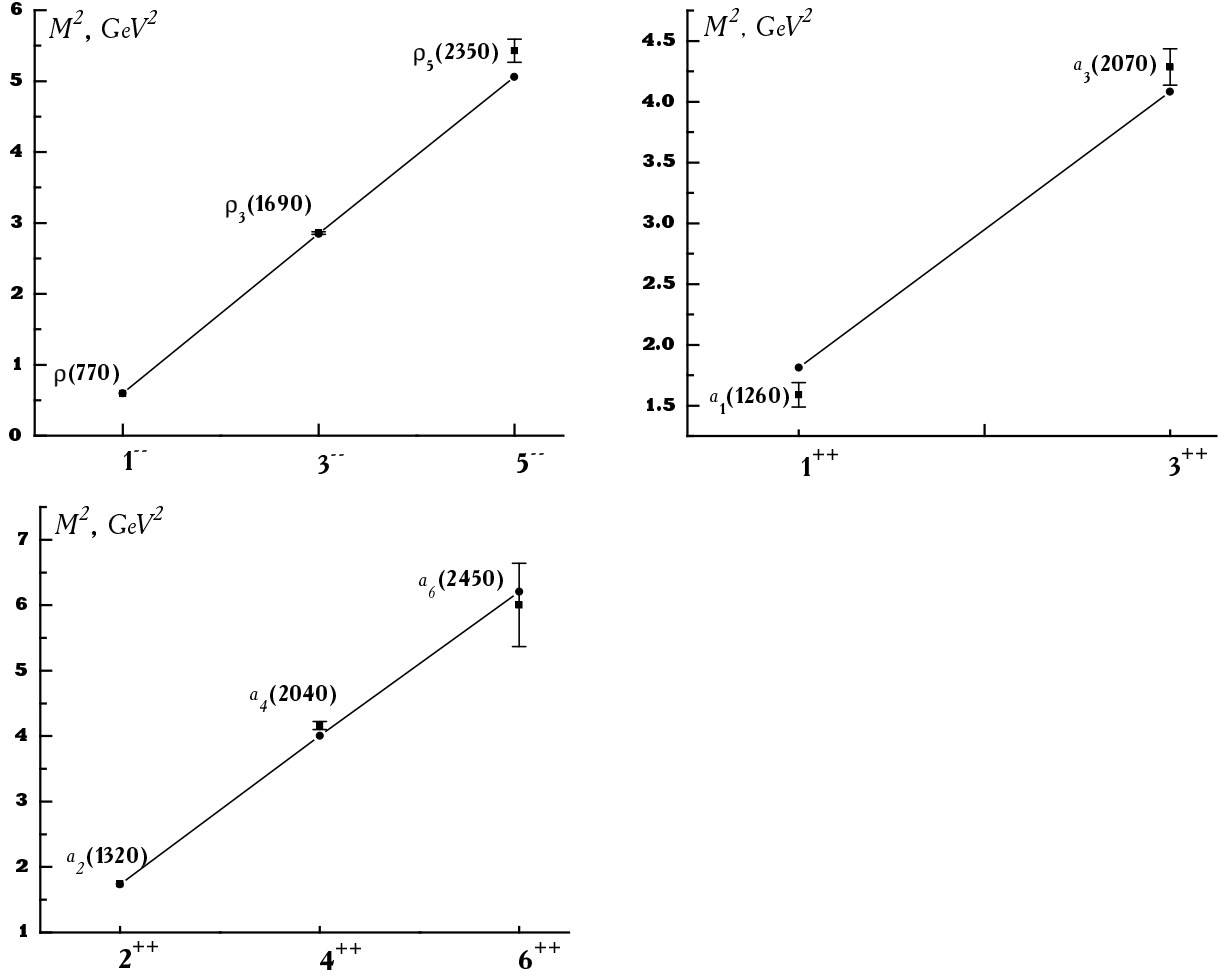 M², GeV²
6
5
4
3
2
1
0
ρ₅(2350)
ρ₃(1690)
ρ(770)
1⁻⁻ 3⁻⁻ 5⁻⁻
M², GeV²
4.5
4.0
3.5
3.0
2.5
2.0
1.5
a₃(2070)
a₁(1260)
1⁺⁺ 3⁺⁺
M², GeV²
7
6
5
4
3
2
1
a₆(2450)
a₄(2040)
a₂(1320)
2⁺⁺ 4⁺⁺ 6⁺⁺